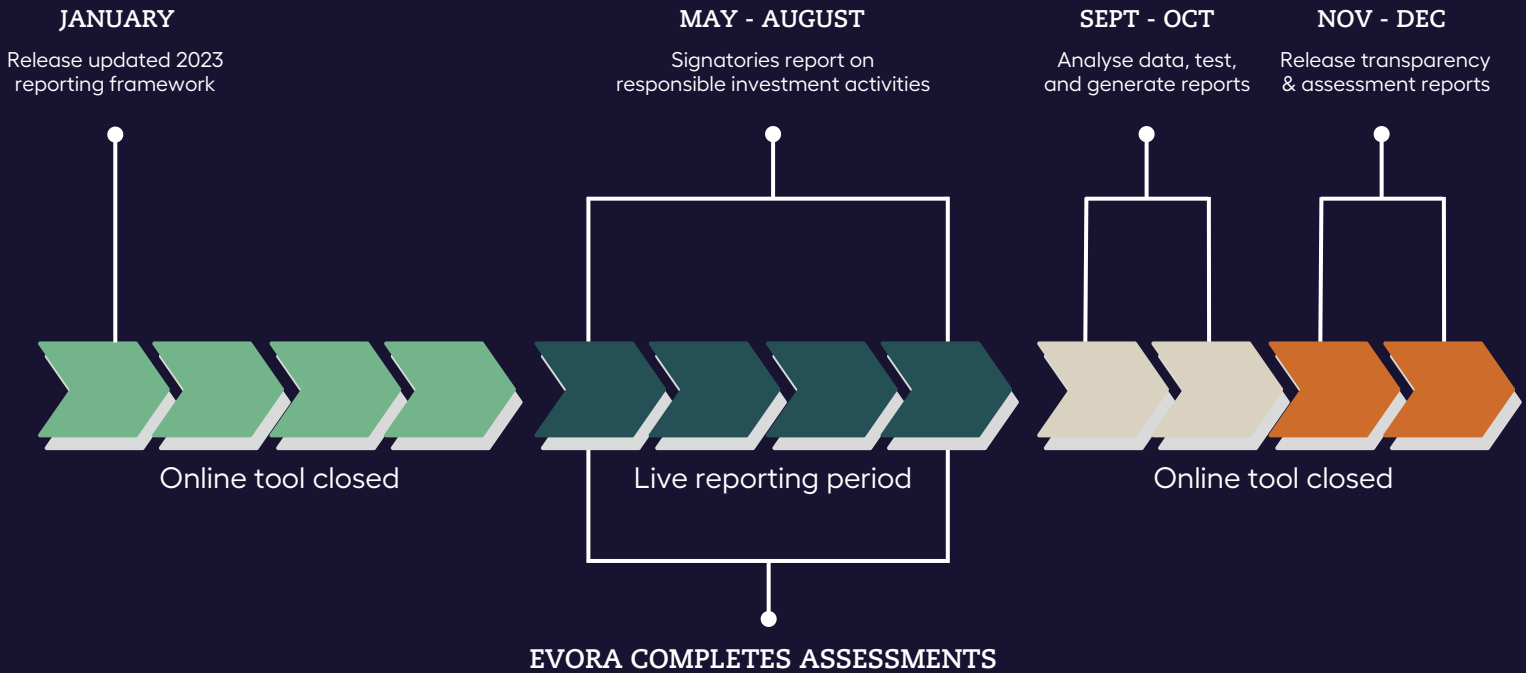 JANUARY
Release updated 2023
reporting framework
MAY - AUGUST
Signatories report on
responsible investment activities
SEPT - OCT
Analyse data, test,
and generate reports
NOV - DEC
Release transparency
& assessment reports
Online tool closed
Live reporting period
Online tool closed
EVORA COMPLETES ASSESSMENTS